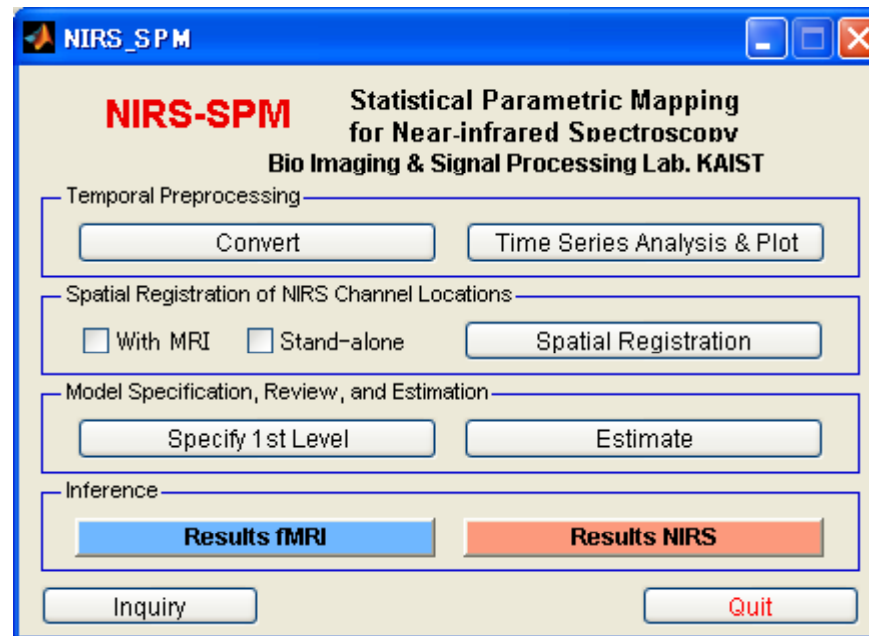 NIRS_SPM
NIRS-SPM
Statistical Parametric Mapping
for Near-infrared Spectroscopy
Bio Imaging & Signal Processing Lab. KAIST
Temporal Preprocessing
Convert
Time Series Analysis & Plot
Spatial Registration of NIRS Channel Locations
With MRI
Stand-alone
Spatial Registration
Model Specification, Review, and Estimation
Specify 1st Level
Estimate
Inference
Results fMRI
Results NIRS
Inquiry
Quit